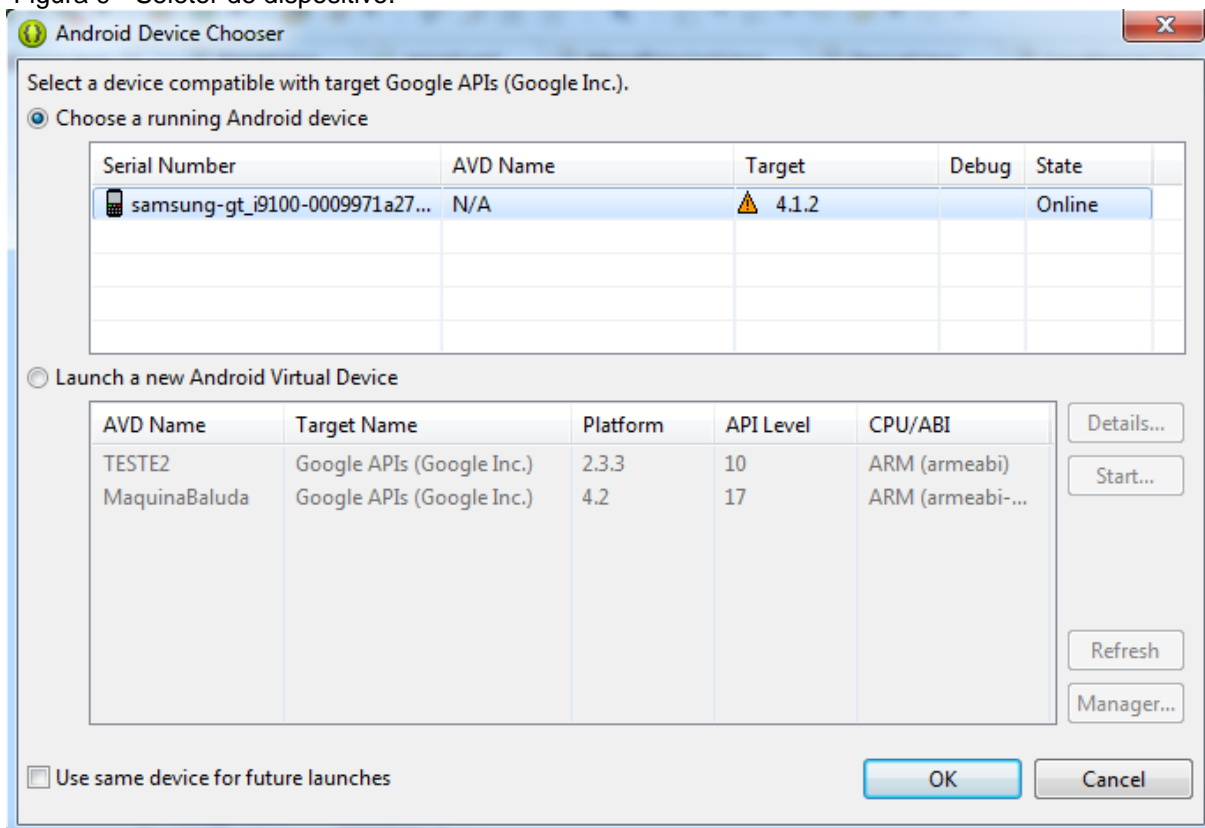 Android Device Chooser
Select a device compatible with target Google APIs (Google Inc.).
Choose a running Android device
Serial Number AVD Name Target Debug State
samsung-gt_i9100-0009971a27... N/A 4.1.2 Online
Launch a new Android Virtual Device
AVD Name Target Name Platform API Level CPU/ABI Details...
TESTE2 Google APIs (Google Inc.) 2.3.3 10 ARM (armeabi)
Start...
MaquinaBaluda Google APIs (Google Inc.) 4.2 17 ARM (armeabi-...
Refresh
Manager...
Use same device for future launches OK Cancel